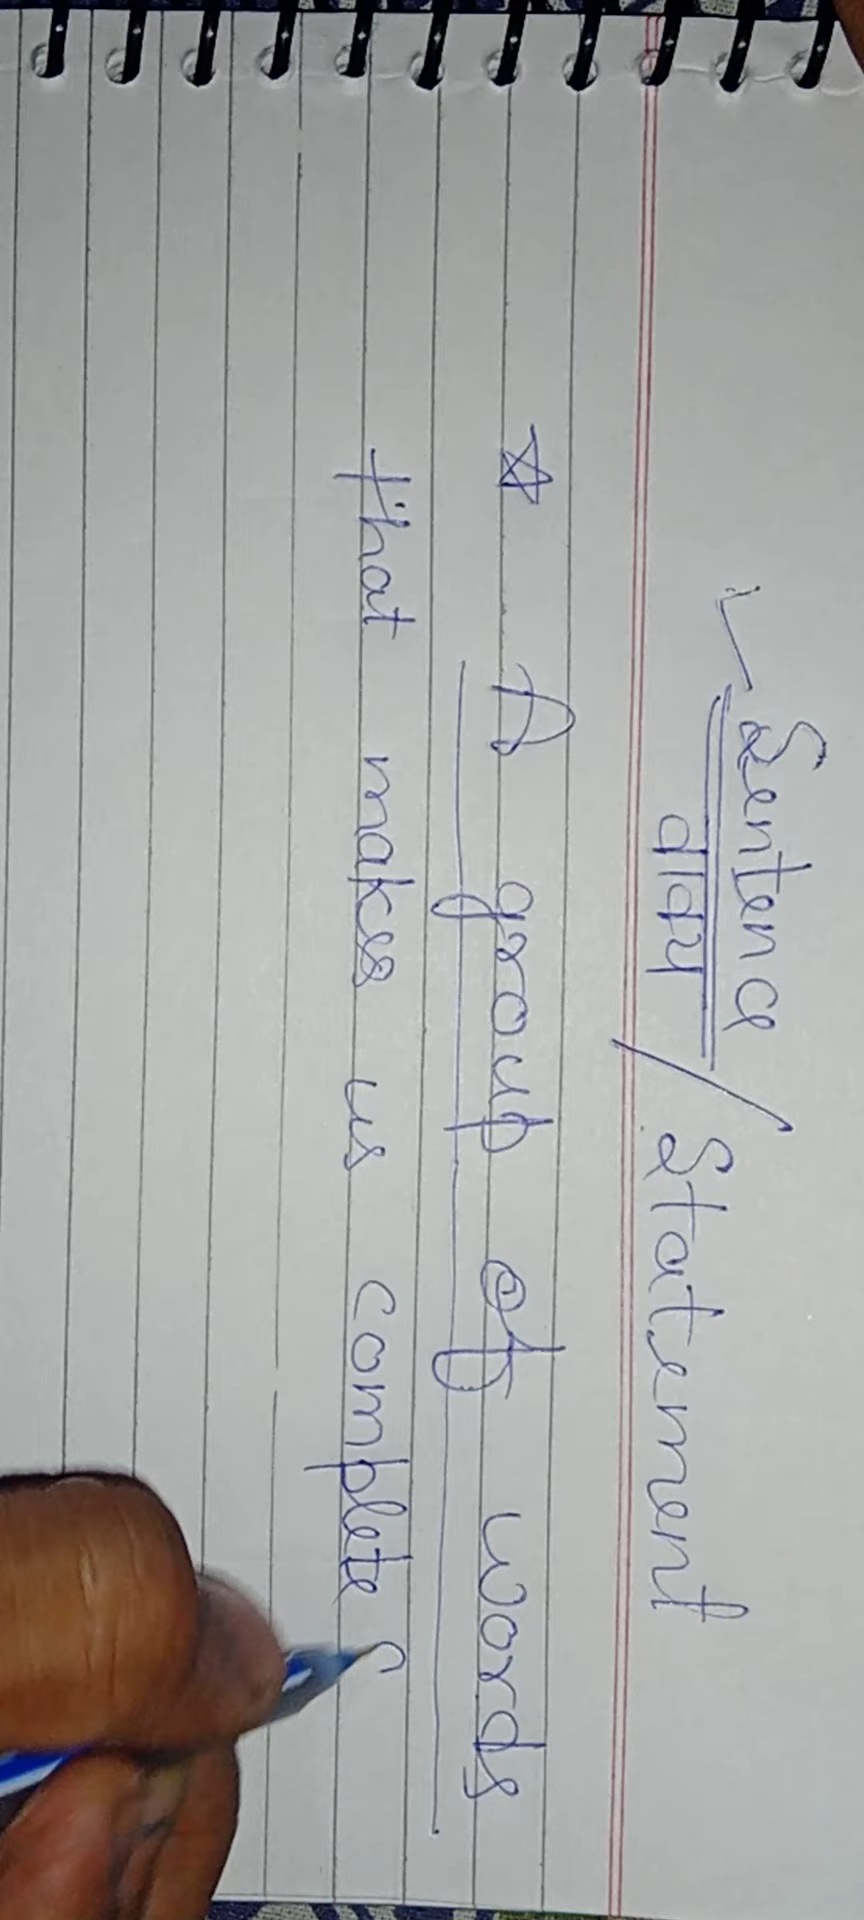 Sentence / Statement
वाक्य
☆ A group of words
that makes us complete